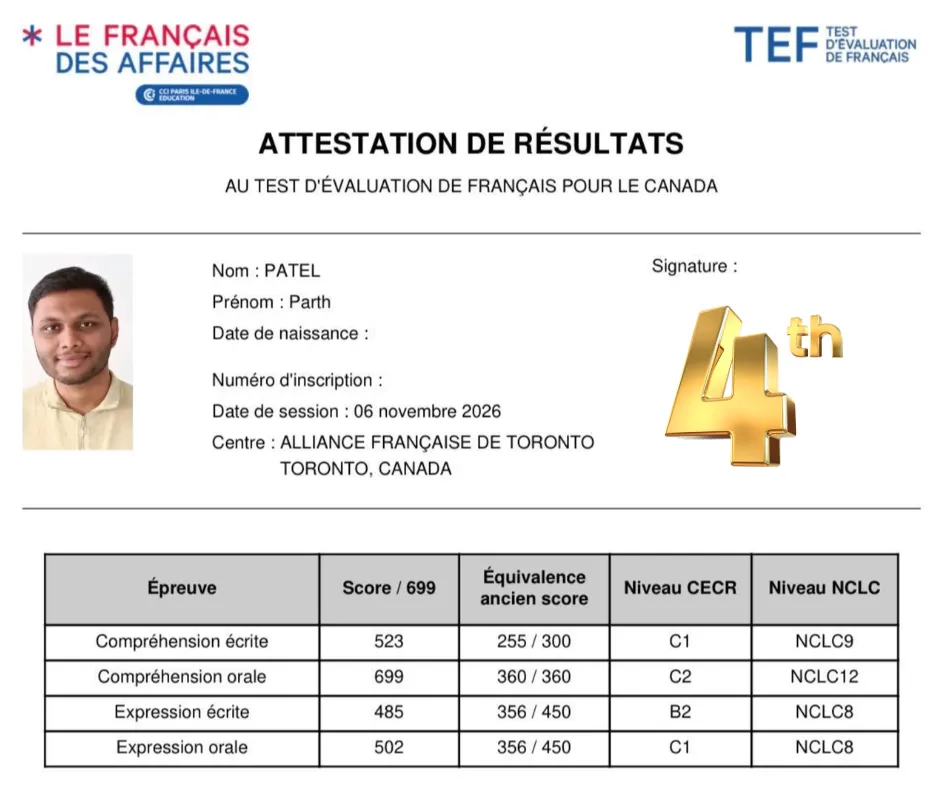 LE FRANÇAIS
DES AFFAIRES
CCI PARIS ILE-DE-FRANCE
EDUCATION
TEF TEST
D'ÉVALUATION
DE FRANÇAIS
ATTESTATION DE RÉSULTATS
AU TEST D'ÉVALUATION DE FRANÇAIS POUR LE CANADA
Nom : PATEL
Prénom : Parth
Date de naissance :
Numéro d'inscription :
Date de session : 06 novembre 2026
Centre : ALLIANCE FRANÇAISE DE TORONTO
TORONTO, CANADA
Signature :
4th
Épreuve Score / 699 Équivalence ancien score Niveau CECR Niveau NCLC
Compréhension écrite 523 255 / 300 C1 NCLC9
Compréhension orale 699 360 / 360 C2 NCLC12
Expression écrite 485 356 / 450 B2 NCLC8
Expression orale 502 356 / 450 C1 NCLC8